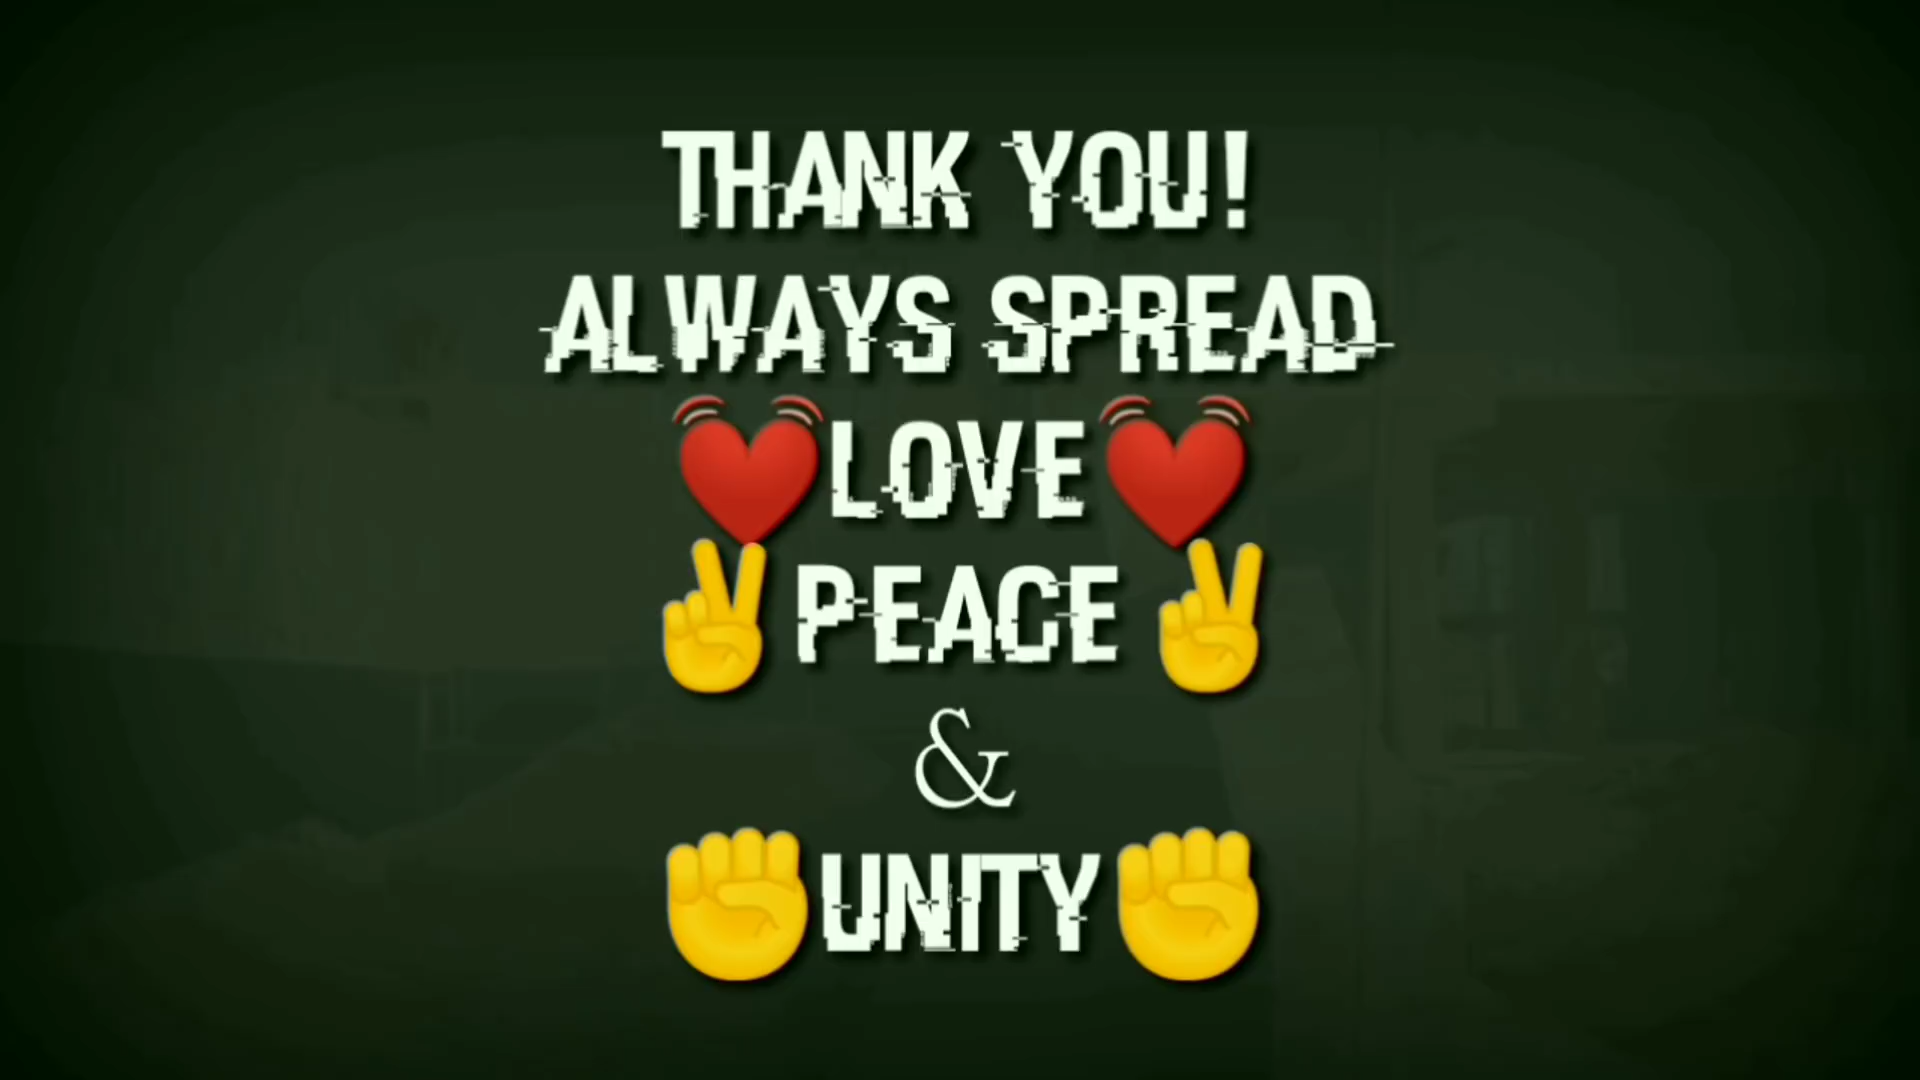 THANK YOU!
ALWAYS SPREAD
💓LOVE💓
✌PEACE✌
&
✊UNITY✊